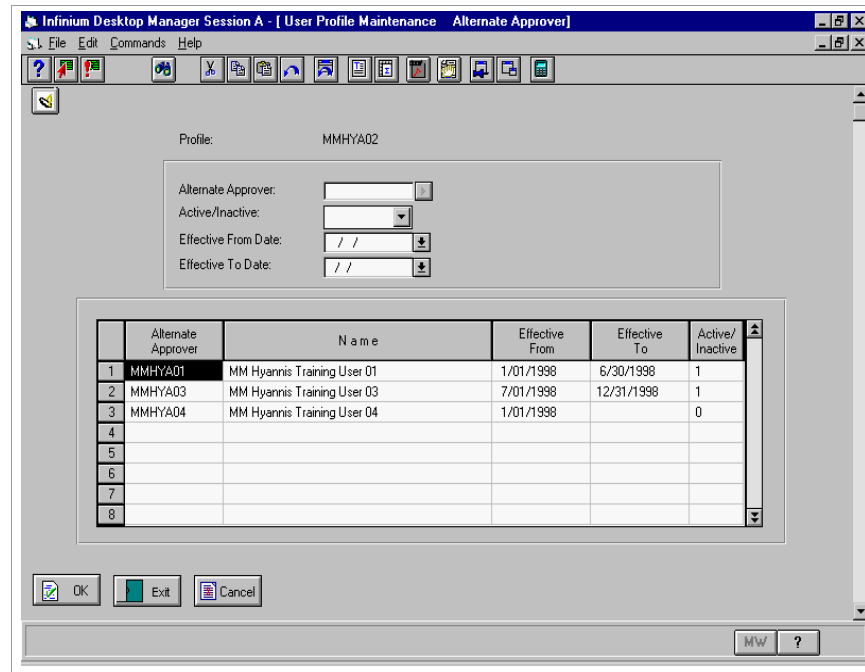 Infinium Desktop Manager Session A - [ User Profile Maintenance Alternate Approver]
File Edit Commands Help
Profile: MMHYA02
Alternate Approver:
Active/Inactive:
Effective From Date: / /
Effective To Date: / /
Alternate Approver Name Effective From Effective To Active/ Inactive
1 MMHYA01 MM Hyannis Training User 01 1/01/1998 6/30/1998 1
2 MMHYA03 MM Hyannis Training User 03 7/01/1998 12/31/1998 1
3 MMHYA04 MM Hyannis Training User 04 1/01/1998 0
4
5
6
7
8
OK Exit Cancel
MW ?